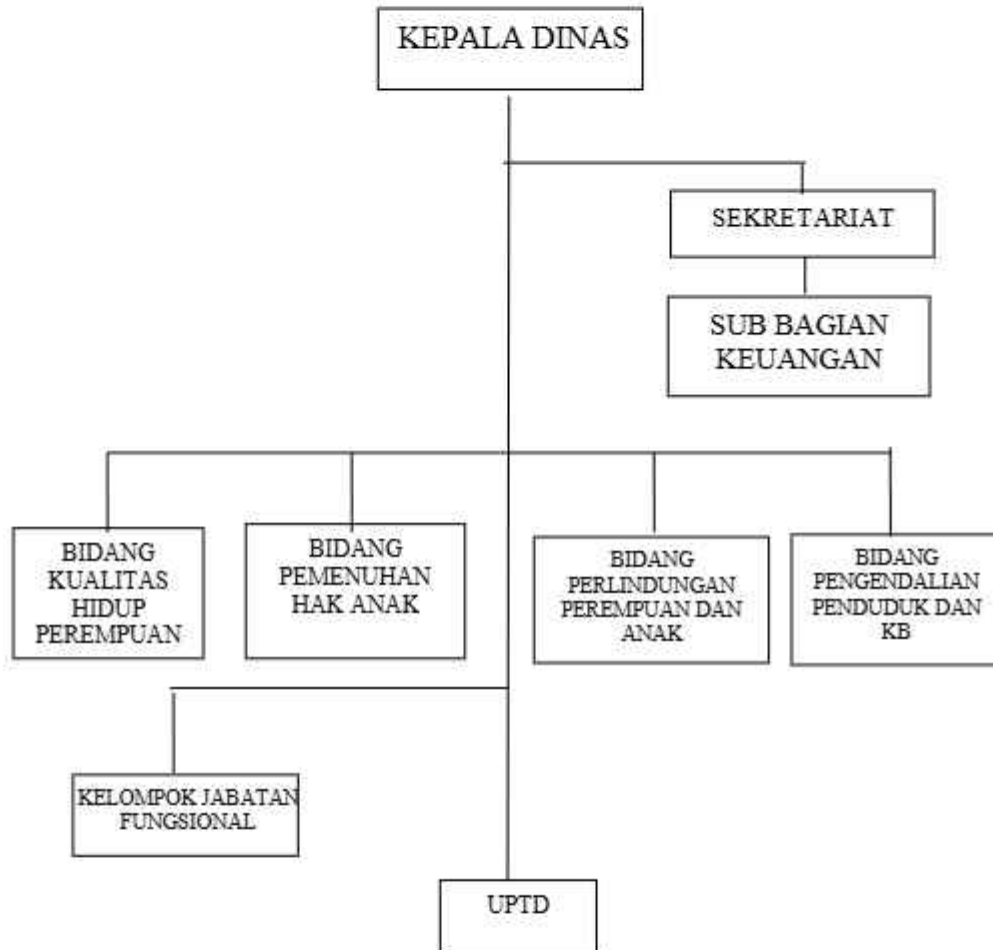 KEPALA DINAS
SEKRETARIAT
SUB BAGIAN
KEUANGAN
BIDANG
KUALITAS
HIDUP
PEREMPUAN
BIDANG
PEMENUHAN
HAK ANAK
BIDANG
PERLINDUNGAN
PEREMPUAN DAN
ANAK
BIDANG
PENGENDALIAN
PENDUDUK DAN
KB
KELOMPOK JABATAN
FUNGSIONAL
UPTD